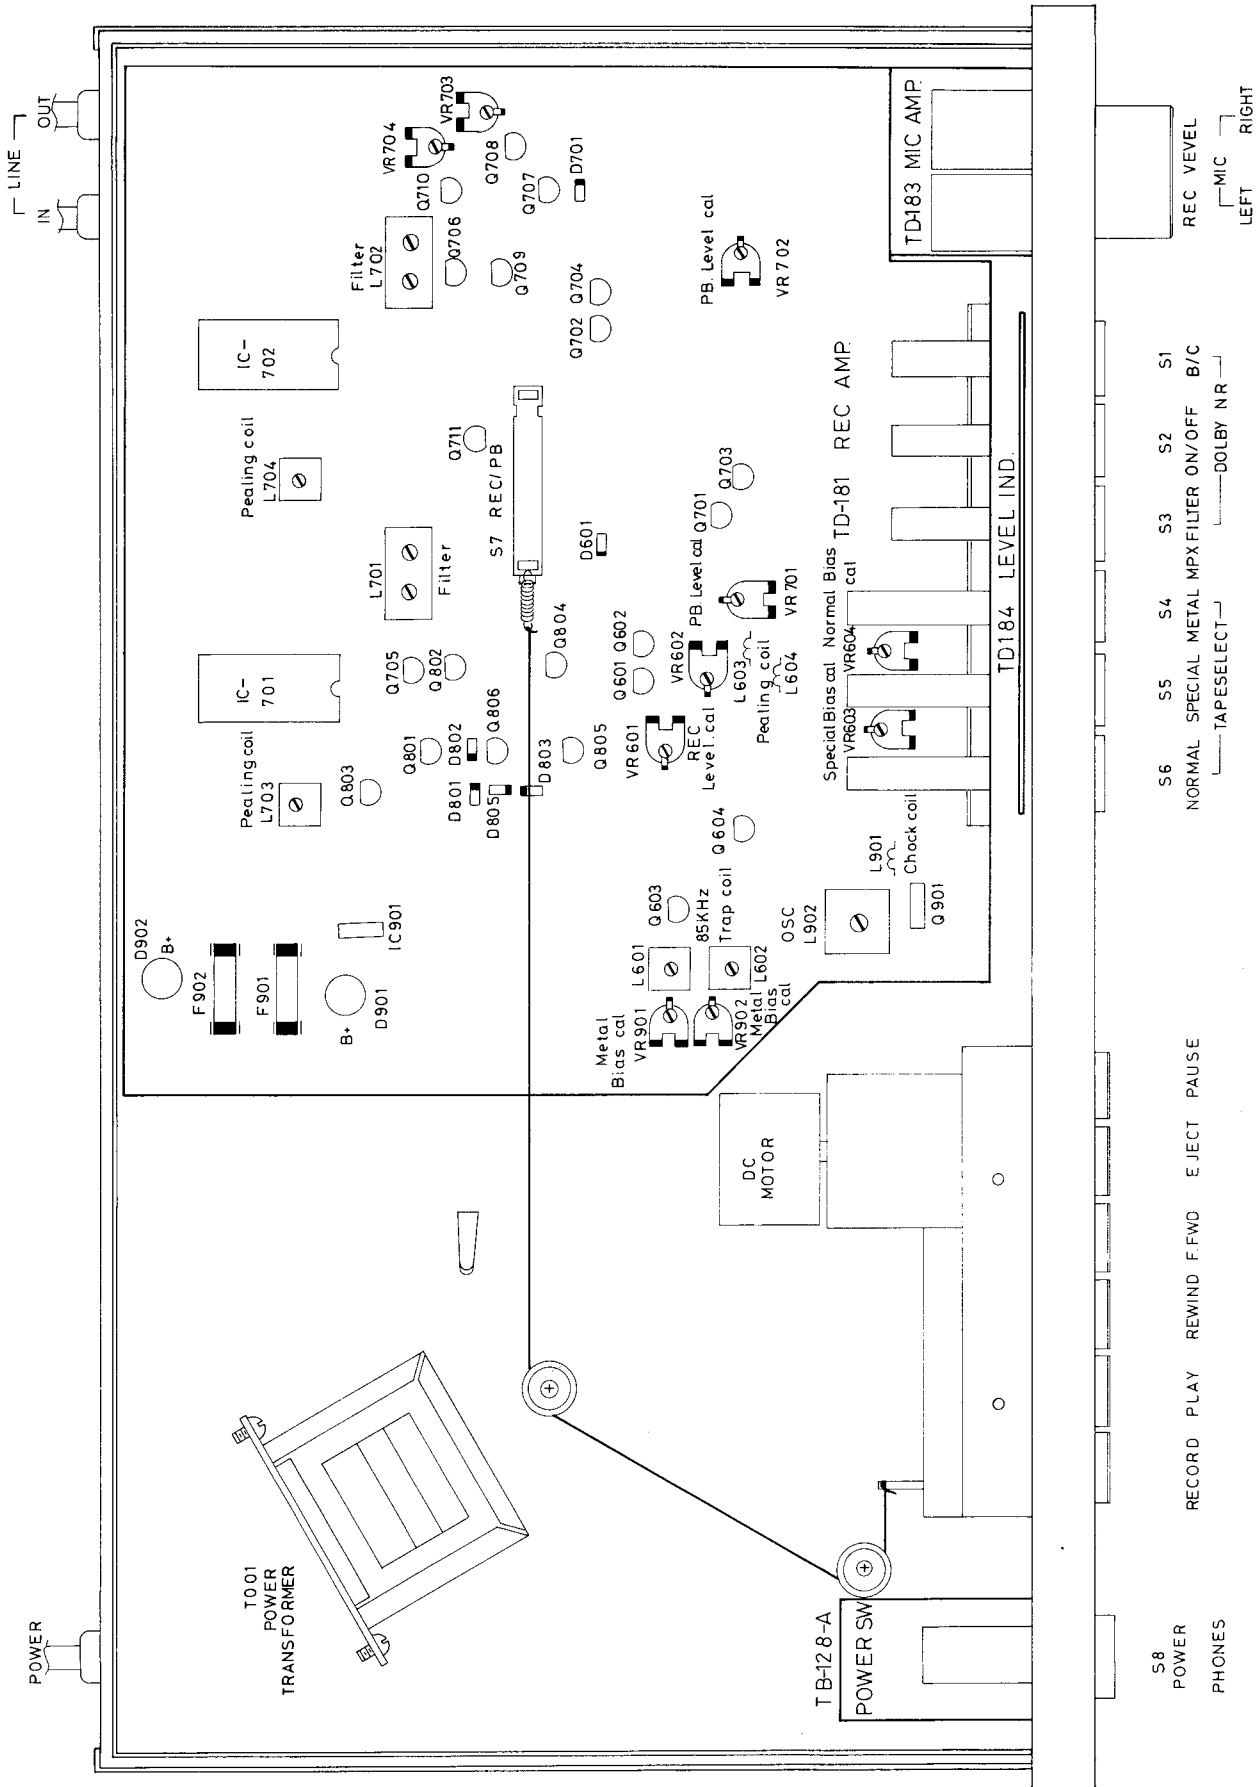 POWER
LINE
IN
OUT
T001
POWER
TRANSFORMER
D902
B+
F902
F901
B+
D901
IC901
Pealing coil
L703
IC-
701
Pealing coil
L704
IC-
702
Filter
L702
VR704
VR703
Q803
Q705
Q802
L701
Filter
Q710
Q706
Q708
Q801
D802
Q806
D801
D805
D803
Q805
Q804
Q711
S7 REC/PB
Q709
Q707
D701
Q702
Q704
D601
Q601
Q602
VR601
REC
Level.cal
VR602
PB.Level cal
VR701
L603
Pealing coil
L604
Q701
Q703
PB. Level cal
VR702
Metal
Bias cal
VR901
L601
Q603
85KHz
Trap coil
L602
VR902
Metal
Bias
cal
Q604
OSC
L902
L901
Chock coil
Q901
Special Bias cal
VR603
Normal Bias
cal
VR604
TD-181 REC AMP.
TD-183 MIC AMP.
TD184 LEVEL IND.
DC
MOTOR
TB-128-A
POWER SW
S8
POWER
PHONES
RECORD
PLAY
REWIND
F.FWD
EJECT
PAUSE
S6
S5
S4
S3
S2
S1
NORMAL
SPECIAL
METAL
MPX FILTER
ON/OFF
B/C
TAPESELECT
DOLBY NR
REC VEVEL
MIC
LEFT
RIGHT